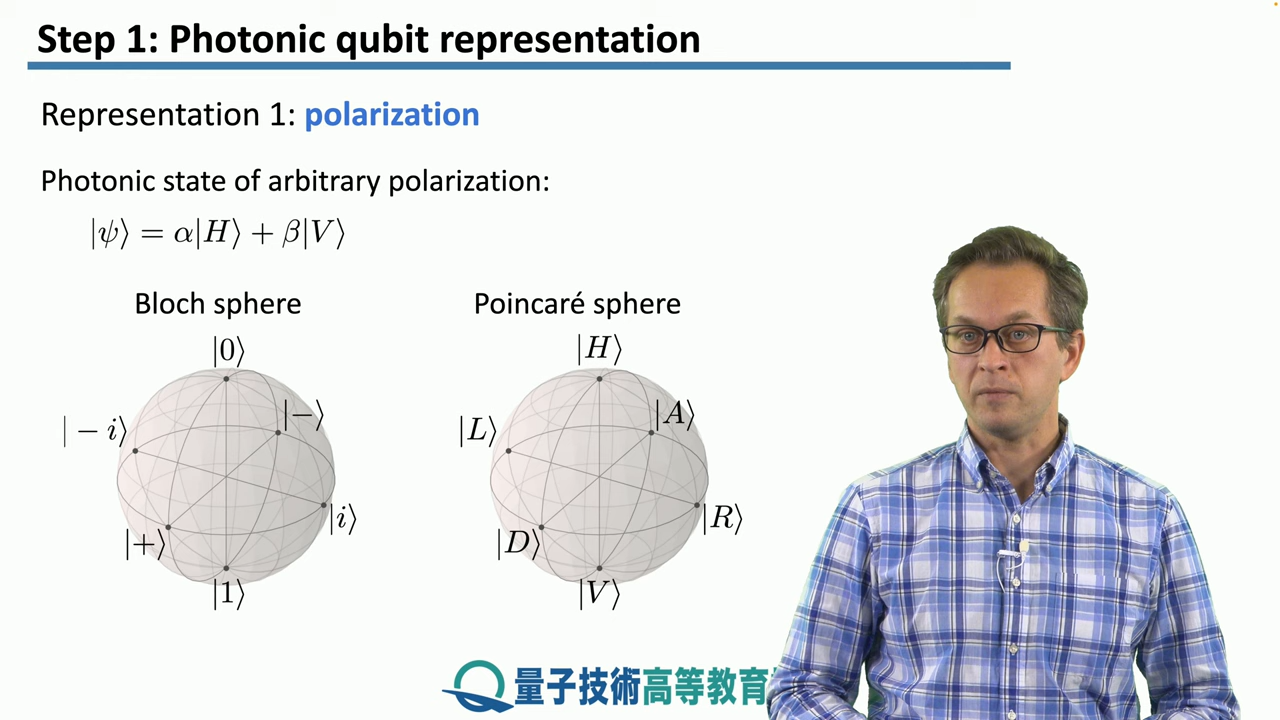 Step 1: Photonic qubit representation
Representation 1: polarization
Photonic state of arbitrary polarization:
|ψ⟩ = α|H⟩ + β|V⟩
Bloch sphere
Poincaré sphere
|0⟩
|H⟩
|−⟩
|A⟩
|−i⟩
|L⟩
|i⟩
|R⟩
|+⟩
|D⟩
|1⟩
|V⟩
量子技術高等教育